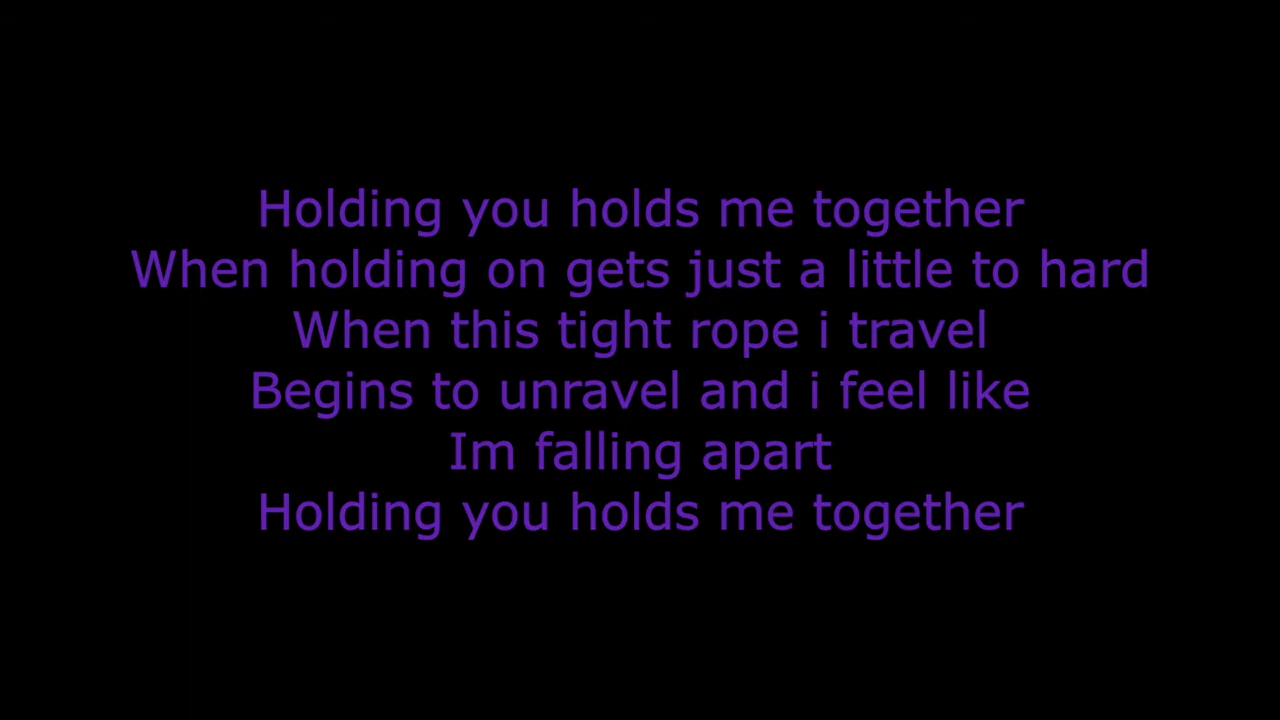 Holding you holds me together
When holding on gets just a little to hard
When this tight rope i travel
Begins to unravel and i feel like
Im falling apart
Holding you holds me together